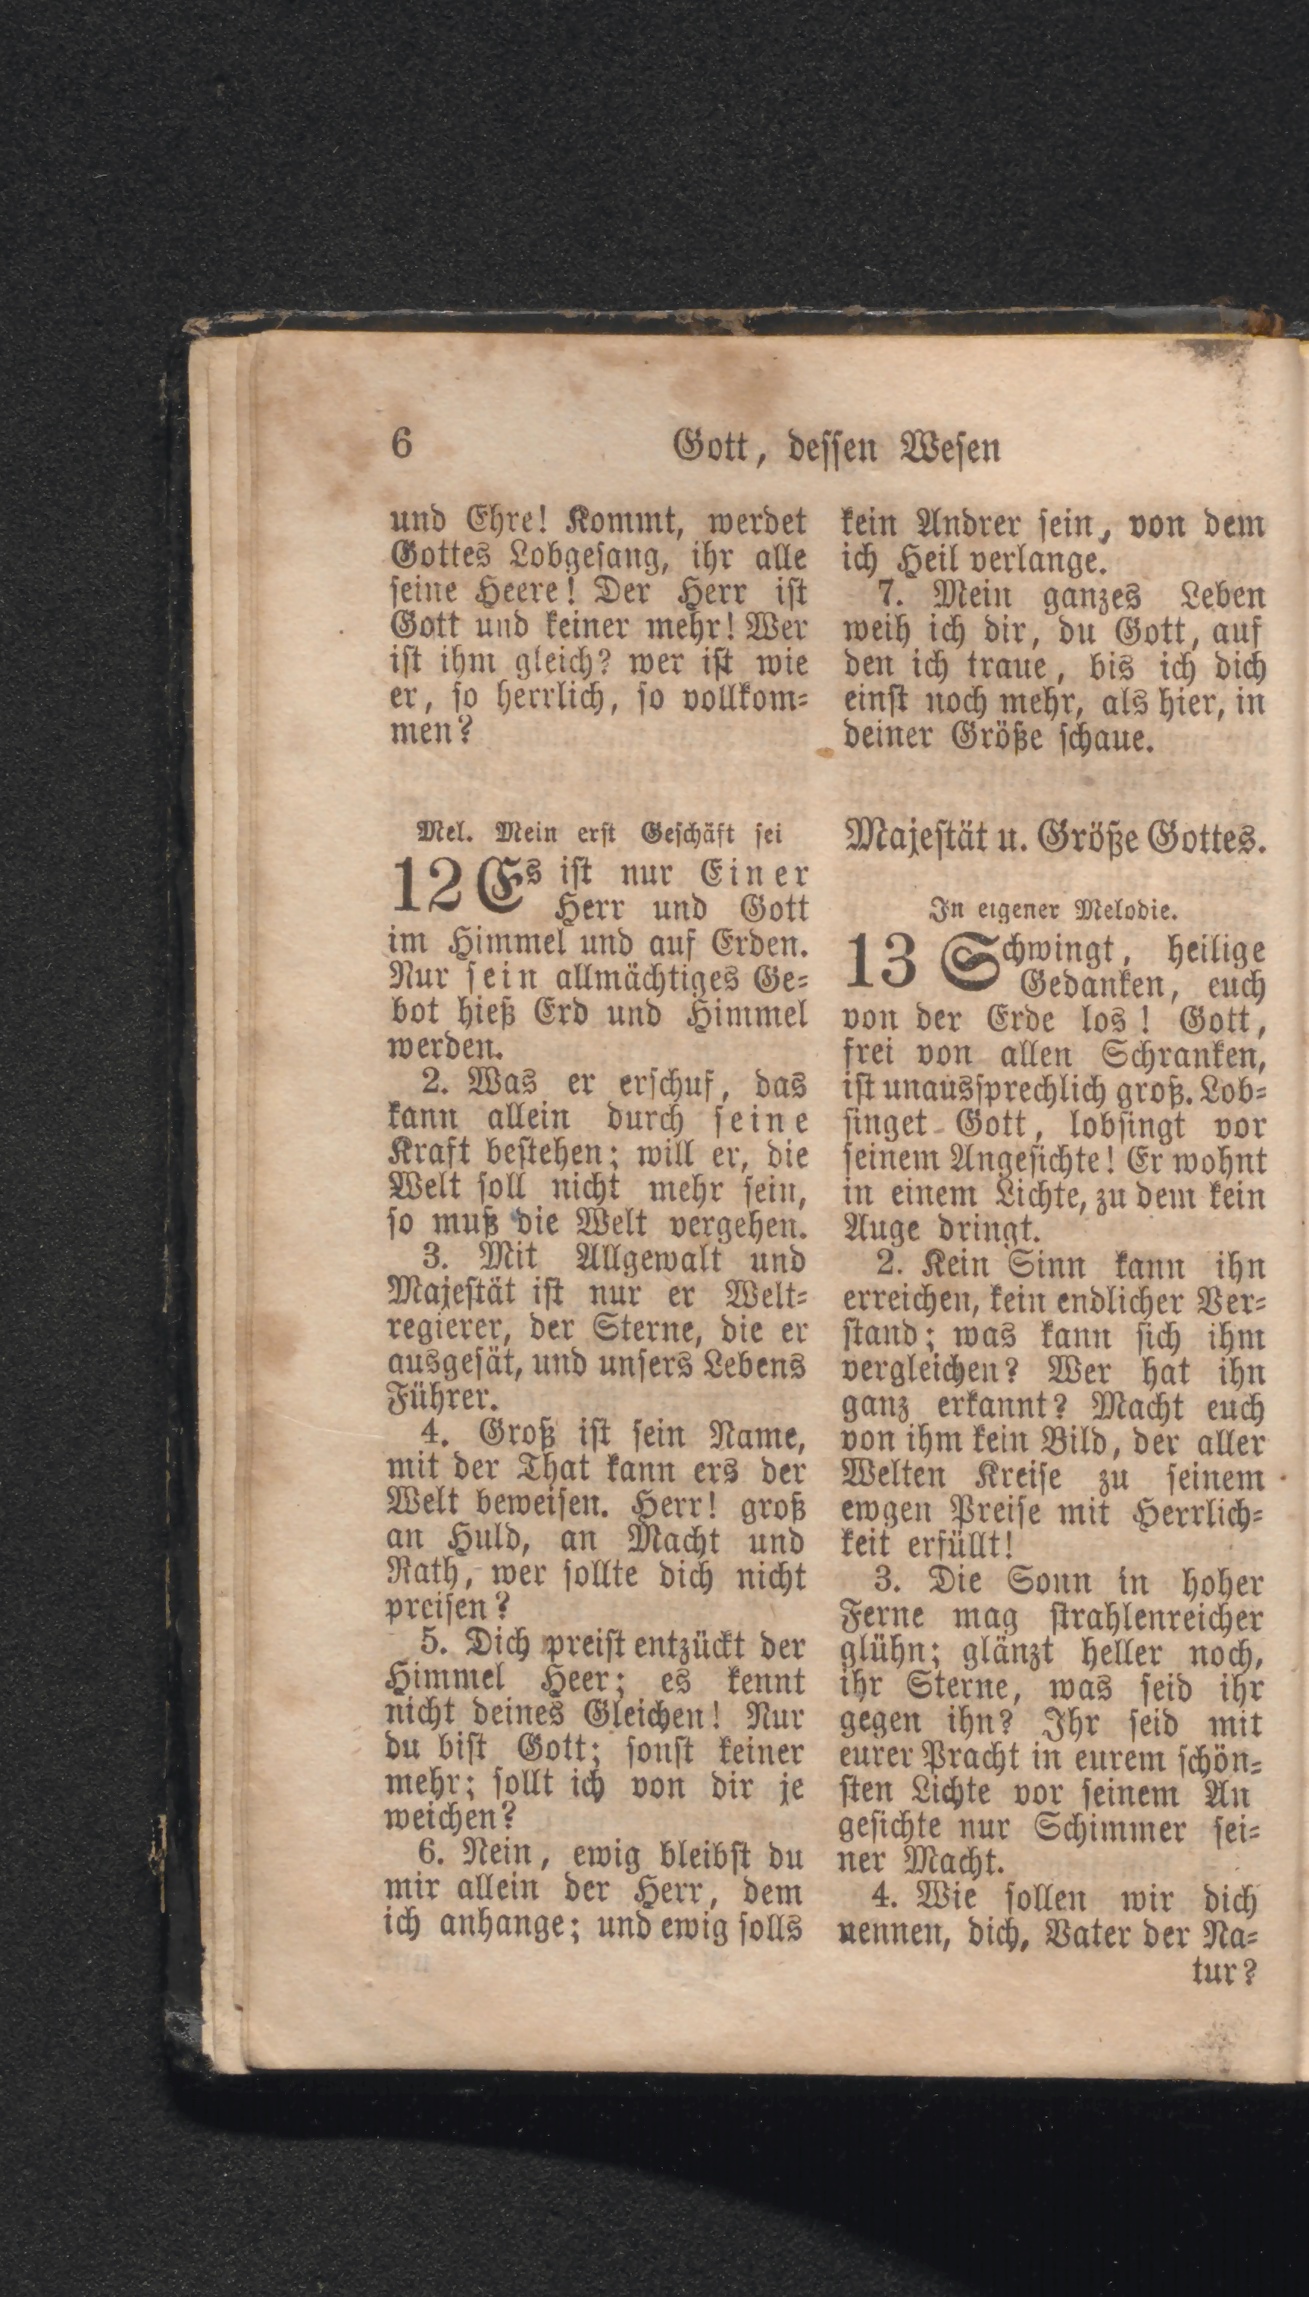 6 Gott, dessen Wesen
und Ehre! Kommt, werdet
Gottes Lobgesang, ihr alle
seine Heere! Der Herr ist
Gott und keiner mehr! Wer
ist ihm gleich? wer ist wie
er, so herrlich, so vollkom=
men?
Mel. Mein erst Geschäft sei
12 Es ist nur Einer
Herr und Gott
im Himmel und auf Erden.
Nur sein allmächtiges Ge=
bot hieß Erd und Himmel
werden.
2. Was er erschuf, das
kann allein durch seine
Kraft bestehen; will er, die
Welt soll nicht mehr sein,
so muß die Welt vergehen.
3. Mit Allgewalt und
Majestät ist nur er Welt=
regierer, der Sterne, die er
ausgesät, und unsers Lebens
Führer.
4. Groß ist sein Name,
mit der That kann ers der
Welt beweisen. Herr! groß
an Huld, an Macht und
Rath, wer sollte dich nicht
preisen?
5. Dich preist entzückt der
Himmel Heer; es kennt
nicht deines Gleichen! Nur
du bist Gott; sonst keiner
mehr; sollt ich von dir je
weichen?
6. Nein, ewig bleibst du
mir allein der Herr, dem
ich anhange; und ewig solls
kein Andrer sein, von dem
ich Heil verlange.
7. Mein ganzes Leben
weih ich dir, du Gott, auf
den ich traue, bis ich dich
einst noch mehr, als hier, in
deiner Größe schaue.
Majestät u. Größe Gottes.
In eigener Melodie.
13 Schwingt, heilige
Gedanken, euch
von der Erde los! Gott,
frei von allen Schranken,
ist unaussprechlich groß. Lob=
singet Gott, lobsingt vor
seinem Angesichte! Er wohnt
in einem Lichte, zu dem kein
Auge dringt.
2. Kein Sinn kann ihn
erreichen, kein endlicher Ver=
stand; was kann sich ihm
vergleichen? Wer hat ihn
ganz erkannt? Macht euch
von ihm kein Bild, der aller
Welten Kreise zu seinem
ewgen Preise mit Herrlich=
keit erfüllt!
3. Die Sonn in hoher
Ferne mag strahlenreicher
glühn; glänzt heller noch,
ihr Sterne, was seid ihr
gegen ihn? Ihr seid mit
eurer Pracht in eurem schön=
sten Lichte vor seinem An
gesichte nur Schimmer sei=
ner Macht.
4. Wie sollen wir dich
nennen, dich, Vater der Na=
tur?